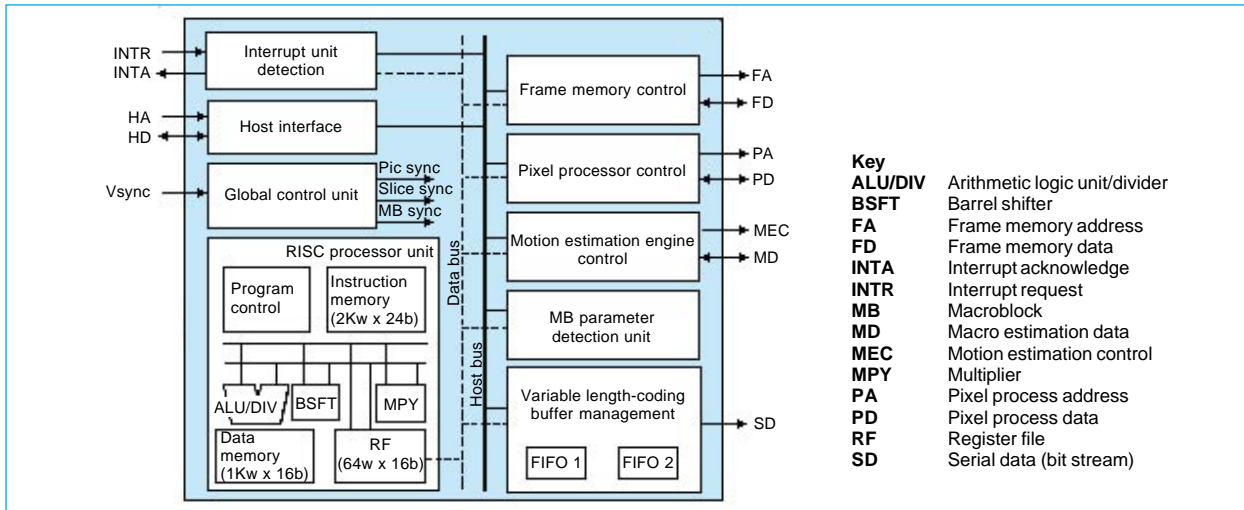 INTR
INTA
Interrupt unit
detection
HA
HD
Host interface
Vsync
Global control unit
Pic sync
Slice sync
MB sync
RISC processor unit
Program
control
Instruction
memory
(2Kw x 24b)
ALU/DIV
BSFT
MPY
Data
memory
(1Kw x 16b)
RF
(64w x 16b)
Data bus
Host bus
Frame memory control
FA
FD
Pixel processor control
PA
PD
Motion estimation engine
control
MEC
MD
MB parameter
detection unit
Variable length-coding
buffer management
FIFO 1
FIFO 2
SD
Key
ALU/DIV Arithmetic logic unit/divider
BSFT Barrel shifter
FA Frame memory address
FD Frame memory data
INTA Interrupt acknowledge
INTR Interrupt request
MB Macroblock
MD Macro estimation data
MEC Motion estimation control
MPY Multiplier
PA Pixel process address
PD Pixel process data
RF Register file
SD Serial data (bit stream)